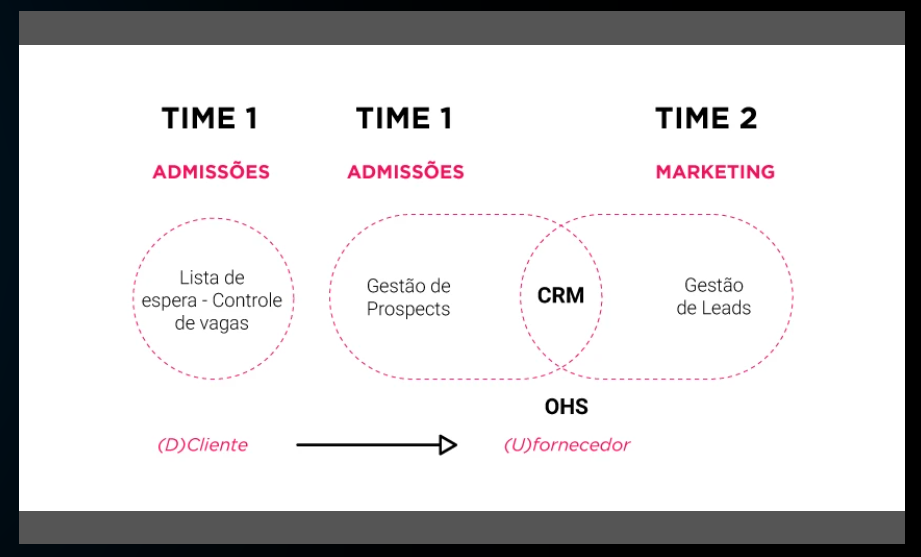 TIME 1
TIME 1
TIME 2
ADMISSÕES
ADMISSÕES
MARKETING
Lista de
espera - Controle
de vagas
Gestão de
Prospects
CRM
Gestão
de Leads
OHS
(D)Cliente
(U)fornecedor